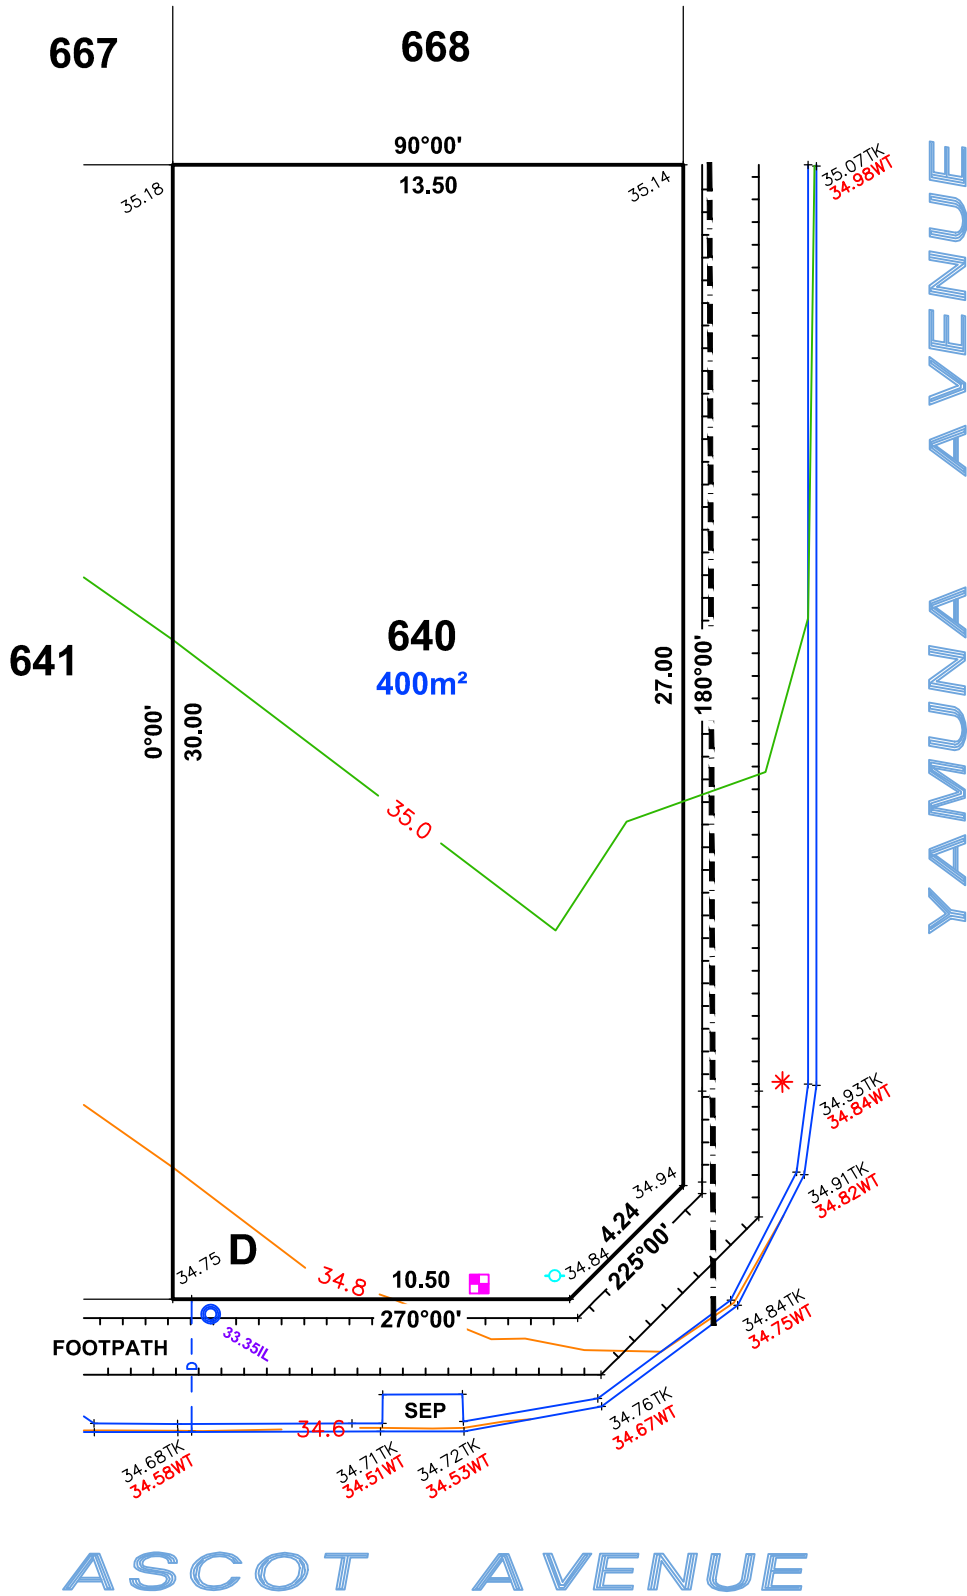 667
668
90°00'
13.50
35.18
35.14
35.07TK
34.98WT
YAMUNA AVENUE
640
400m²
641
0°00'
30.00
27.00
180°00'
35.0
34.93TK
34.84WT
34.91TK
34.82WT
34.94
4.24
225°00'
34.84
34.75
D
34.8
10.50
270°00'
34.84TK
34.75WT
FOOTPATH
33.35IL
D
SEP
34.6
34.76TK
34.67WT
34.68TK
34.58WT
34.71TK
34.51WT
34.72TK
34.53WT
ASCOT AVENUE